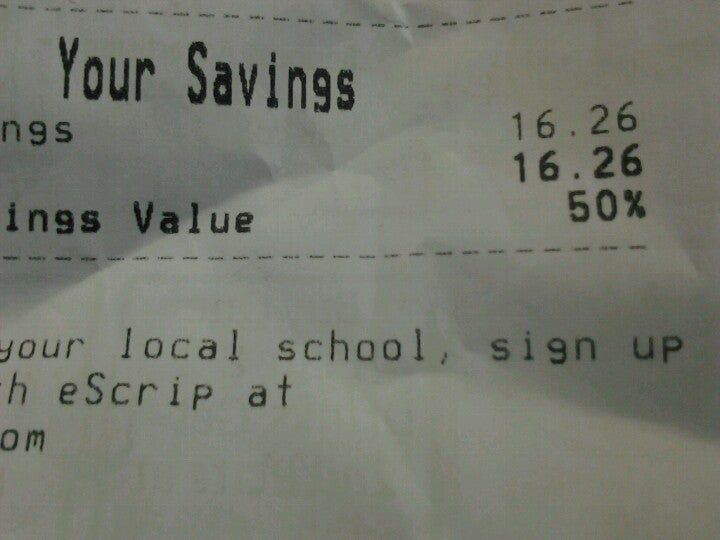 Your Savings
ngs 16.26
16.26
ings Value 50%
your local school, sign up
h eScrip at
om